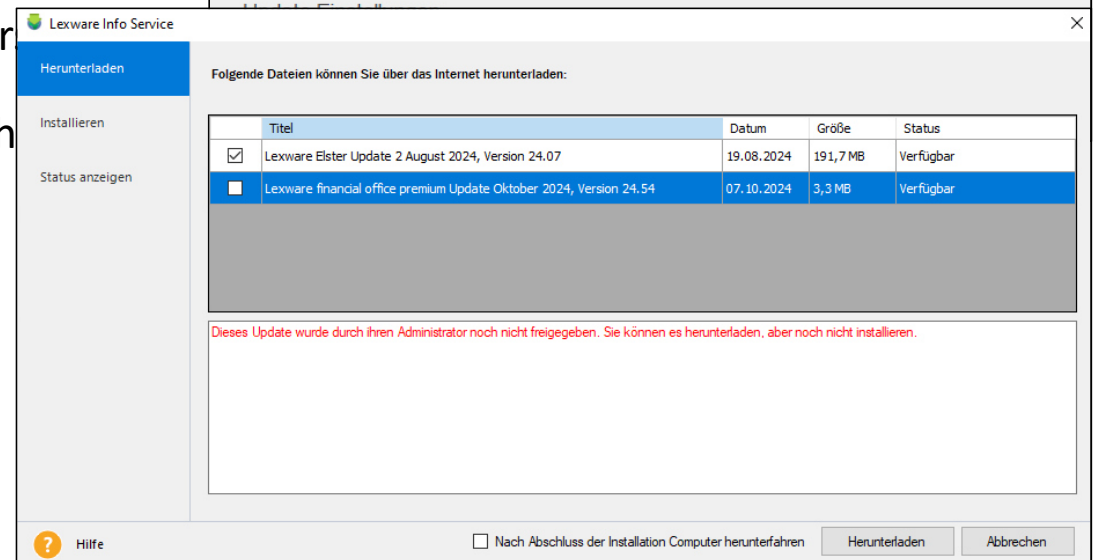 Lexware Info Service
Herunterladen
Folgende Dateien können Sie über das Internet herunterladen:
Installieren
Titel Datum Größe Status
Lexware Elster Update 2 August 2024, Version 24.07 19.08.2024 191,7 MB Verfügbar
Status anzeigen
Lexware financial office premium Update Oktober 2024, Version 24.54 07.10.2024 3,3 MB Verfügbar
Dieses Update wurde durch ihren Administrator noch nicht freigegeben. Sie können es herunterladen, aber noch nicht installieren.
? Hilfe
Nach Abschluss der Installation Computer herunterfahren Herunterladen Abbrechen